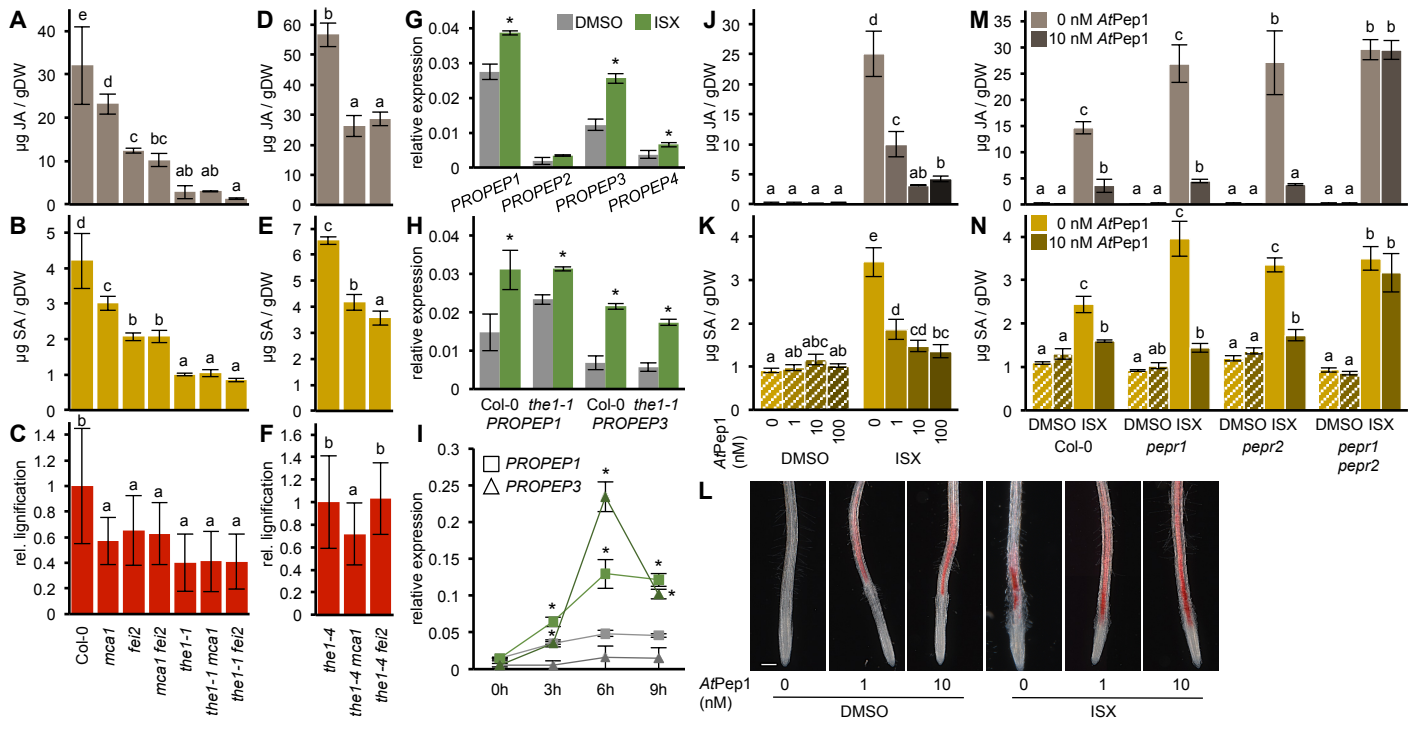 A
µg JA / gDW
40
30
20
10
0
e
d
c
bc
ab
ab
a
B
µg SA / gDW
5
4
3
2
1
0
d
c
b
b
a
a
a
C
rel. lignification
1.4
1.2
1
0.8
0.6
0.4
0.2
0
b
a
a
a
a
a
a
Col-0
mca1
fei2
mca1 fei2
the1-1
the1-1 mca1
the1-1 fei2
D
µg JA / gDW
60
50
40
30
20
10
0
b
a
a
E
µg SA / gDW
7
6
5
4
3
2
1
0
c
b
a
F
rel. lignification
1.4
1.2
1
0.8
0.6
0.4
0.2
0
b
a
b
the1-4
the1-4 mca1
the1-4 fei2
G
DMSO
ISX
relative expression
0.04
0.03
0.02
0.01
0
*
*
*
PROPEP1
PROPEP2
PROPEP3
PROPEP4
H
relative expression
0.04
0.03
0.02
0.01
0
*
*
*
*
Col-0 the1-1
PROPEP1
Col-0 the1-1
PROPEP3
I
PROPEP1
PROPEP3
relative expression
0.3
0.25
0.2
0.15
0.1
0.05
0
*
*
*
*
*
*
0h
3h
6h
9h
J
µg JA / gDW
30
25
20
15
10
5
0
a a a a
d
c
ab
b
K
µg SA / gDW
4
3
2
1
0
a
ab
abc
ab
e
d
cd
bc
AtPep1
(nM)
0
1
10
100
0
1
10
100
DMSO
ISX
L
AtPep1
(nM)
0
1
10
0
1
10
DMSO
ISX
M
0 nM AtPep1
10 nM AtPep1
µg JA / gDW
35
30
25
20
15
10
5
0
a a
c
b
a a
c
b
a a
b
a
a a
b b
N
0 nM AtPep1
10 nM AtPep1
µg SA / gDW
4
3
2
1
0
a a
c
b
a ab
c
b
a a
c
b
a a
b b
DMSO ISX
Col-0
DMSO ISX
pepr1
DMSO ISX
pepr2
DMSO ISX
pepr1
pepr2